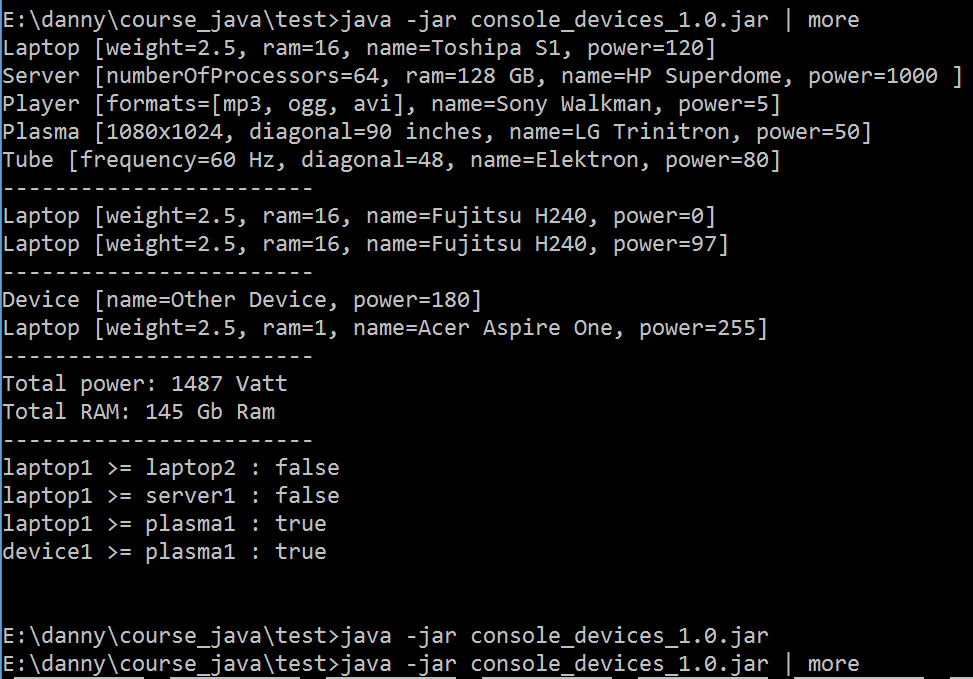 E:\danny\course_java\test>java -jar console_devices_1.0.jar | more
Laptop [weight=2.5, ram=16, name=Toshipa S1, power=120]
Server [numberOfProcessors=64, ram=128 GB, name=HP Superdome, power=1000 ]
Player [formats=[mp3, ogg, avi], name=Sony Walkman, power=5]
Plasma [1080x1024, diagonal=90 inches, name=LG Trinitron, power=50]
Tube [frequency=60 Hz, diagonal=48, name=Elektron, power=80]
------------------------
Laptop [weight=2.5, ram=16, name=Fujitsu H240, power=0]
Laptop [weight=2.5, ram=16, name=Fujitsu H240, power=97]
------------------------
Device [name=Other Device, power=180]
Laptop [weight=2.5, ram=1, name=Acer Aspire One, power=255]
------------------------
Total power: 1487 Vatt
Total RAM: 145 Gb Ram
------------------------
laptop1 >= laptop2 : false
laptop1 >= server1 : false
laptop1 >= plasma1 : true
device1 >= plasma1 : true
E:\danny\course_java\test>java -jar console_devices_1.0.jar
E:\danny\course_java\test>java -jar console_devices_1.0.jar | more